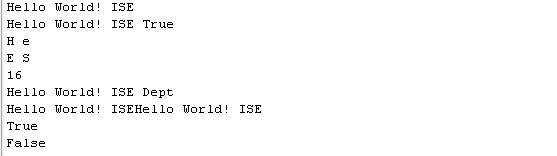 Hello World! ISE
Hello World! ISE True
H e
E S
16
Hello World! ISE Dept
Hello World! ISEHello World! ISE
True
False